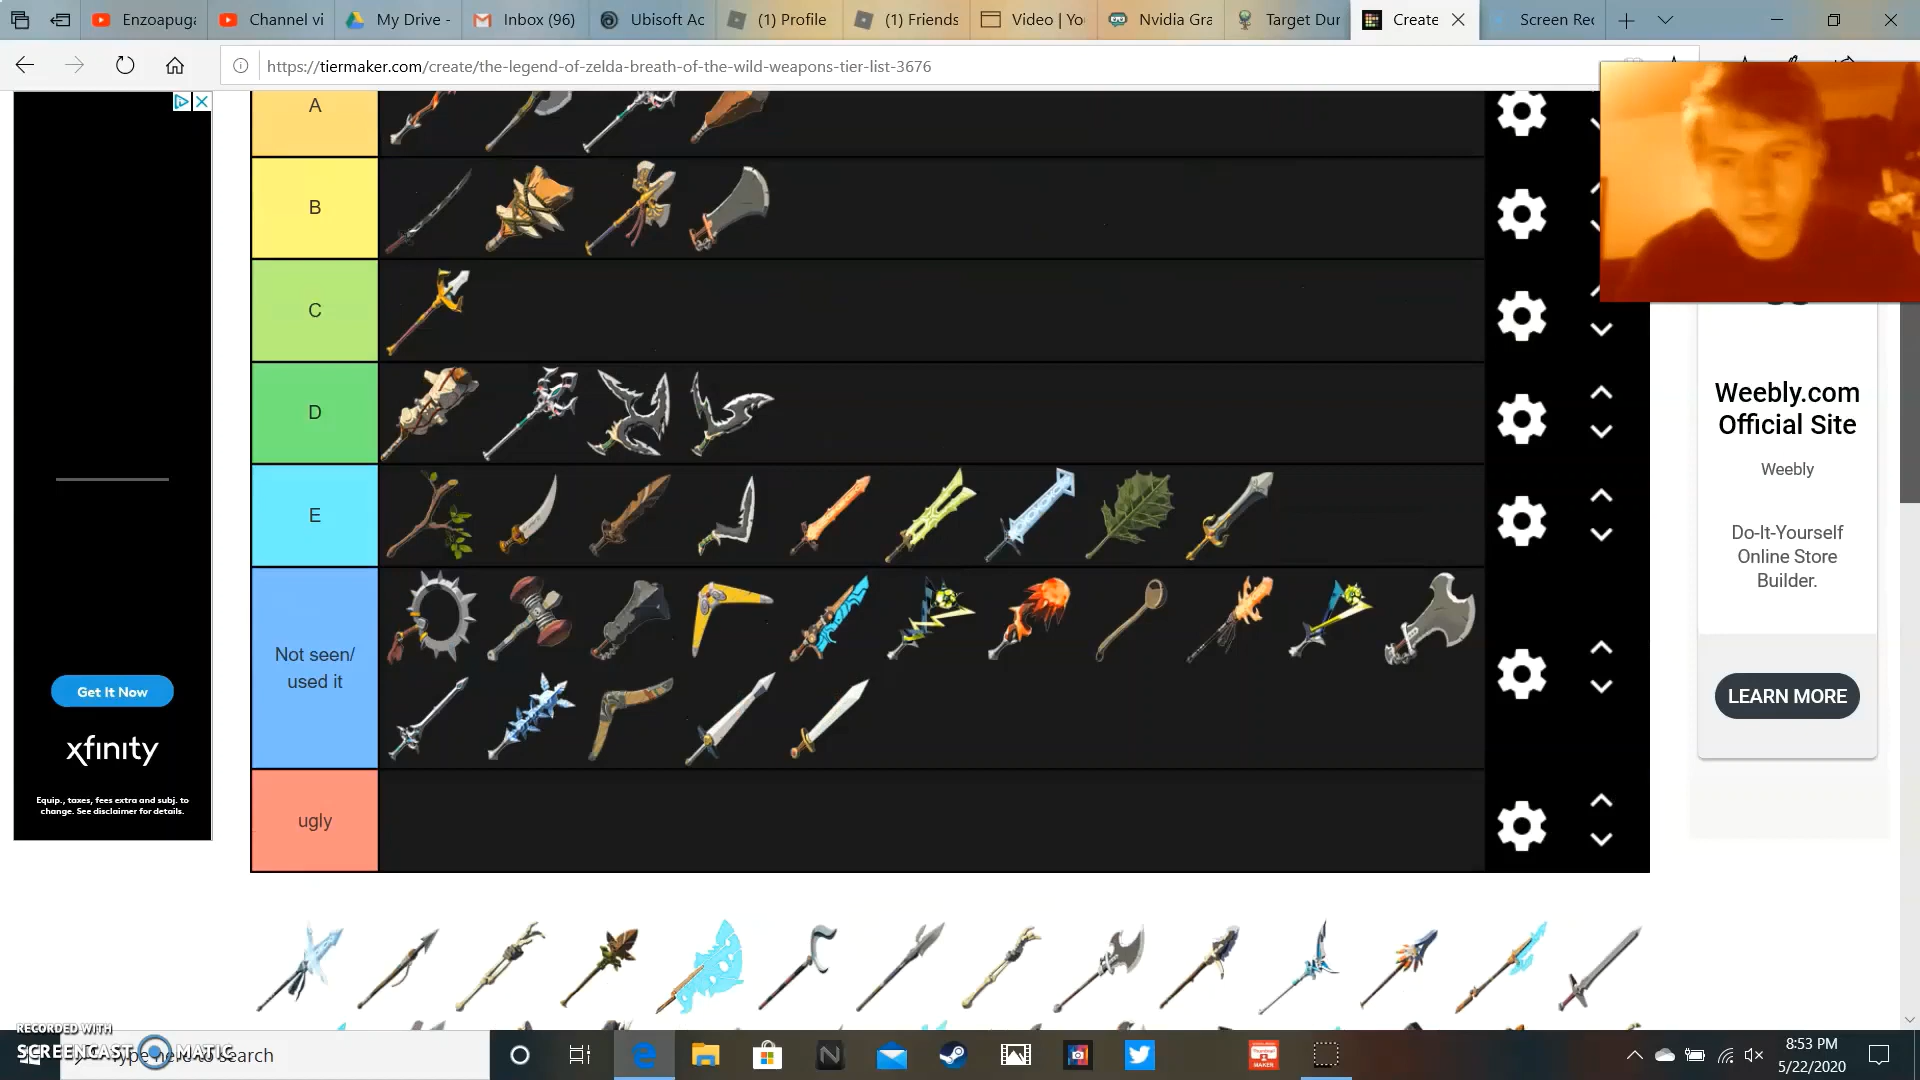 Enzoapuga
Channel vi
My Drive -
Inbox (96)
Ubisoft Ac
(1) Profile
(1) Friends
Video | Yo
Nvidia Gra
Target Dur
Create
Screen Rec
https://tiermaker.com/create/the-legend-of-zelda-breath-of-the-wild-weapons-tier-list-3676
A
B
C
D
E
Not seen/
used it
ugly
Get It Now
xfinity
Equip., taxes, fees extra and subj. to
change. See disclaimer for details.
Weebly.com
Official Site
Weebly
Do-It-Yourself
Online Store
Builder.
LEARN MORE
RECORDED WITH
SCREENCAST MATIC
Type here to search
8:53 PM
5/22/2020